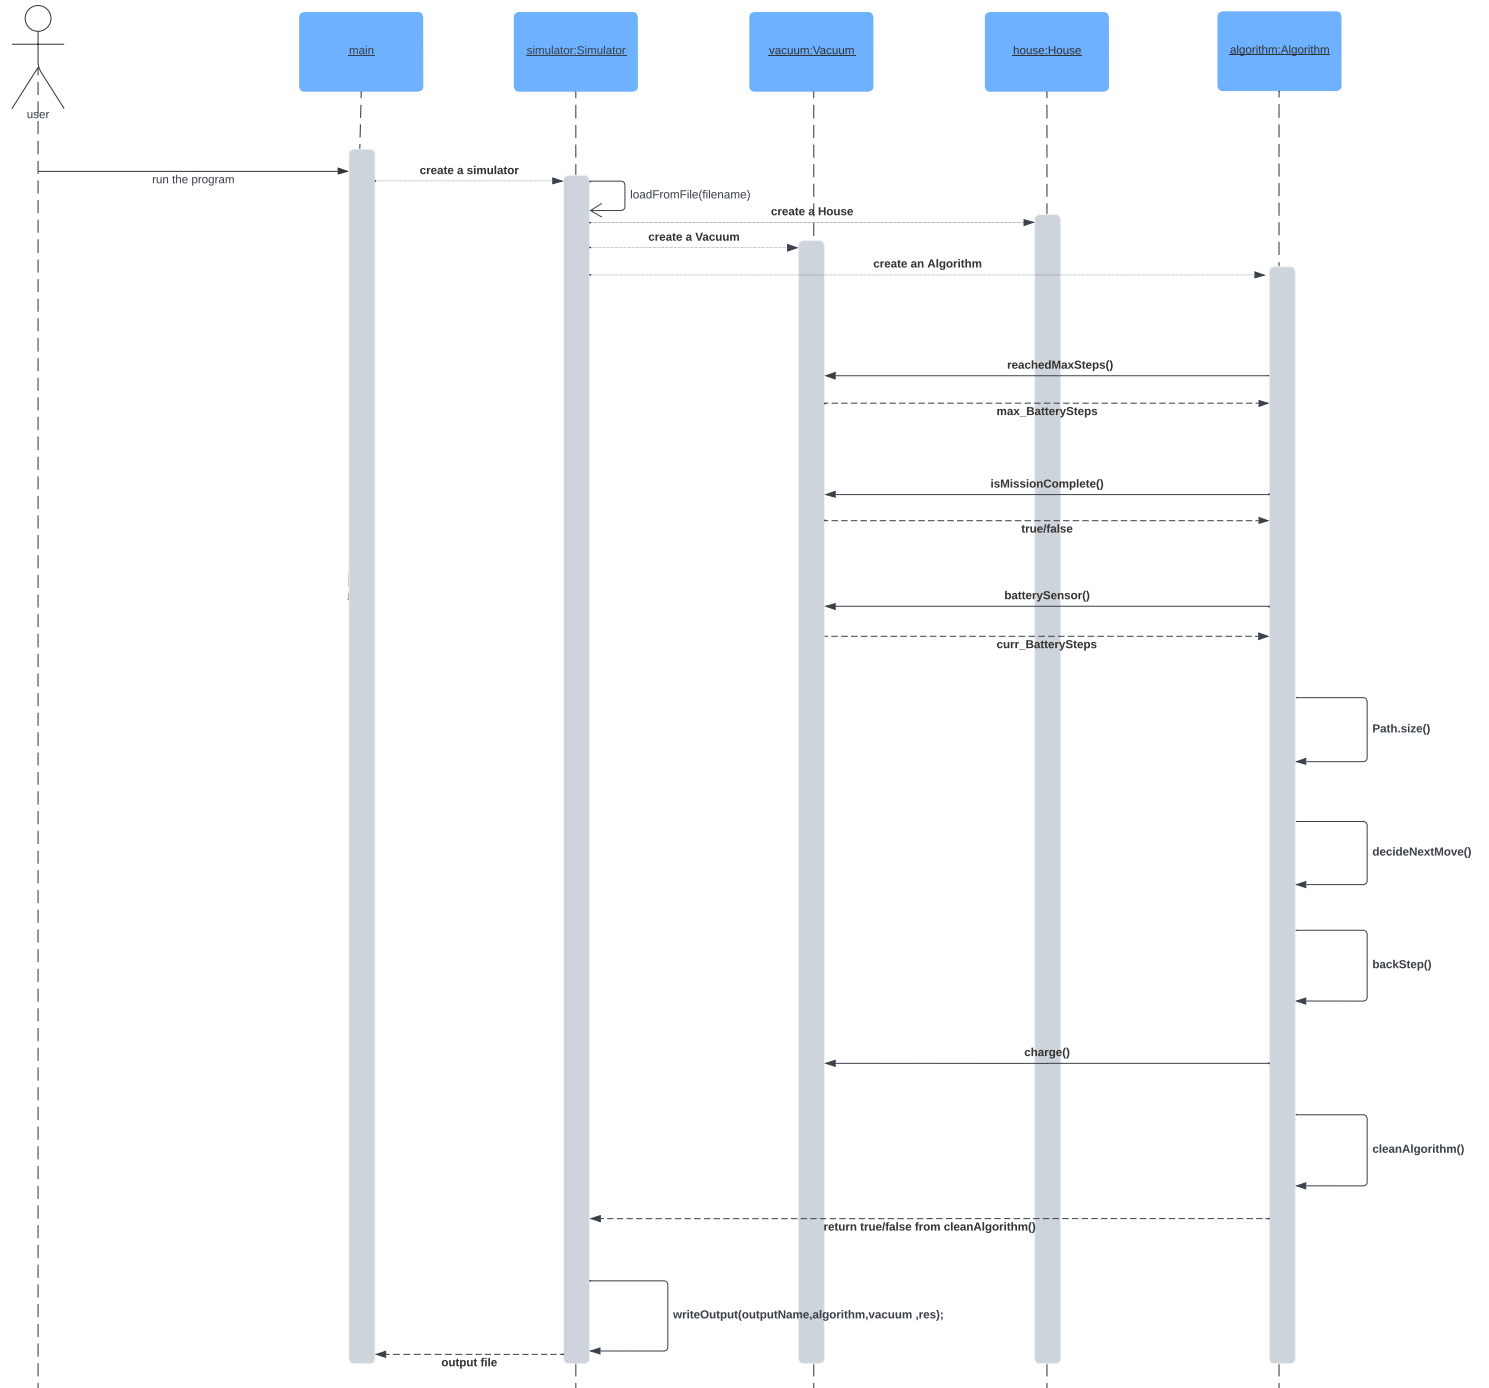 user
main
simulator:Simulator
vacuum:Vacuum
house:House
algorithm:Algorithm
run the program
create a simulator
loadFromFile(filename)
create a House
create a Vacuum
create an Algorithm
reachedMaxSteps()
max_BatterySteps
isMissionComplete()
true/false
batterySensor()
curr_BatterySteps
Path.size()
decideNextMove()
backStep()
charge()
cleanAlgorithm()
return true/false from cleanAlgorithm()
writeOutput(outputName,algorithm,vacuum ,res);
output file